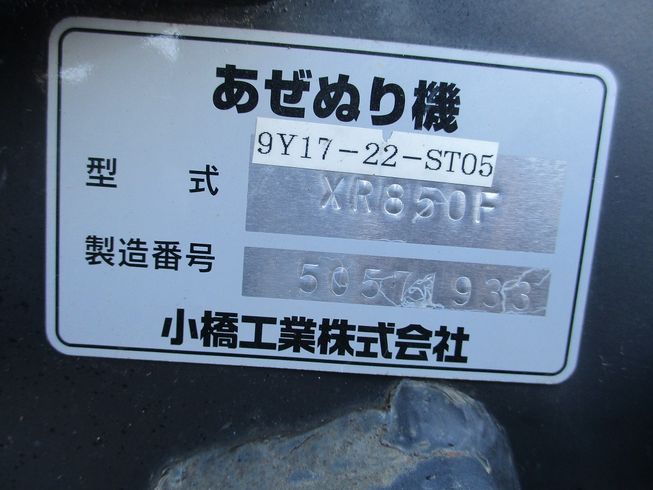 あぜぬり機
9Y17-22-ST05
型式 XR850F
製造番号 50571933
小橋工業株式会社